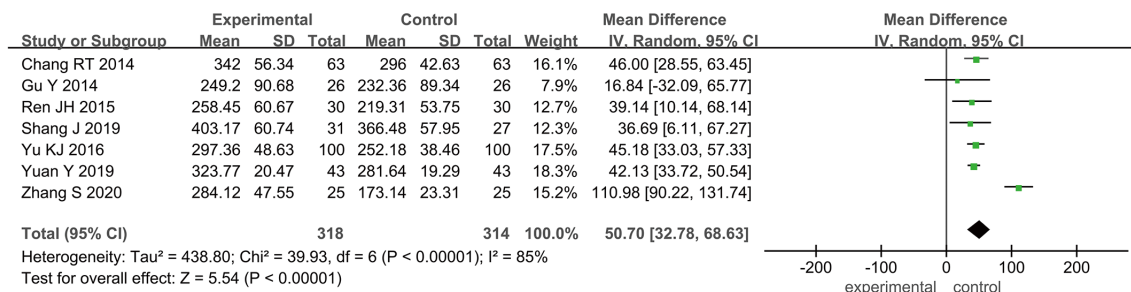 Experimental Control Mean Difference Mean Difference
Study or Subgroup Mean SD Total Mean SD Total Weight IV. Random. 95% CI IV. Random. 95% CI
Chang RT 2014 342 56.34 63 296 42.63 63 16.1% 46.00 [28.55, 63.45]
Gu Y 2014 249.2 90.68 26 232.36 89.34 26 7.9% 16.84 [-32.09, 65.77]
Ren JH 2015 258.45 60.67 30 219.31 53.75 30 12.7% 39.14 [10.14, 68.14]
Shang J 2019 403.17 60.74 31 366.48 57.95 27 12.3% 36.69 [6.11, 67.27]
Yu KJ 2016 297.36 48.63 100 252.18 38.46 100 17.5% 45.18 [33.03, 57.33]
Yuan Y 2019 323.77 20.47 43 281.64 19.29 43 18.3% 42.13 [33.72, 50.54]
Zhang S 2020 284.12 47.55 25 173.14 23.31 25 15.2% 110.98 [90.22, 131.74]
Total (95% CI) 318 314 100.0% 50.70 [32.78, 68.63]
Heterogeneity: Tau² = 438.80; Chi² = 39.93, df = 6 (P < 0.00001); I² = 85%
Test for overall effect: Z = 5.54 (P < 0.00001)
-200 -100 0 100 200
experimental control